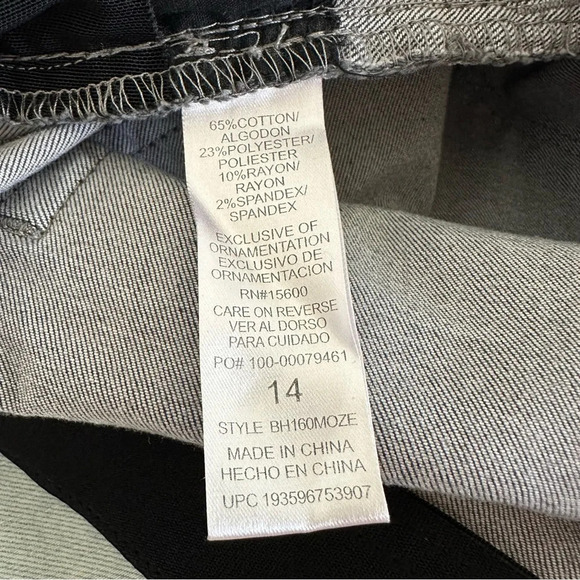 65%COTTON/
ALGODON
23%POLYESTER/
POLIESTER
10%RAYON/
RAYON
2%SPANDEX/
SPANDEX
EXCLUSIVE OF
ORNAMENTATION
EXCLUSIVO DE
ORNAMENTACION
RN#15600
CARE ON REVERSE
VER AL DORSO
PARA CUIDADO
PO# 100-00079461
14
STYLE BH160MOZE
MADE IN CHINA
HECHO EN CHINA
UPC 193596753907